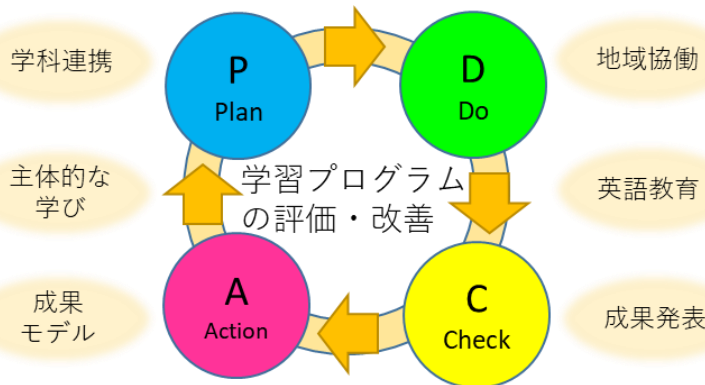 学科連携
P
Plan
D
Do
地域協働
主体的な
学び
学習プログラム
の評価・改善
英語教育
成果
モデル
A
Action
C
Check
成果発表